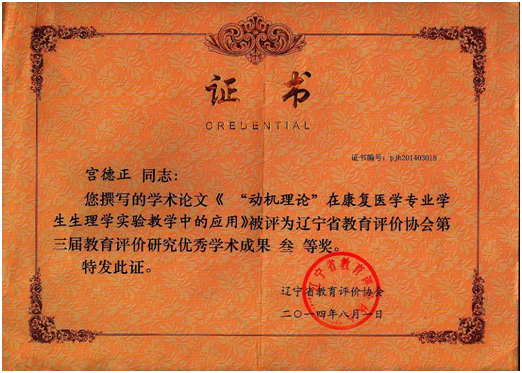 证书
CREDENTIAL
证书编号：pjh201403018
宫德正 同志：
您撰写的学术论文《 “动机理论”在康复医学专业学
生生理学实验教学中的应用》被评为辽宁省教育评价协会第
三届教育评价研究优秀学术成果 叁 等奖。
特发此证。
辽宁省教育评价协会
二〇一四年八月一日